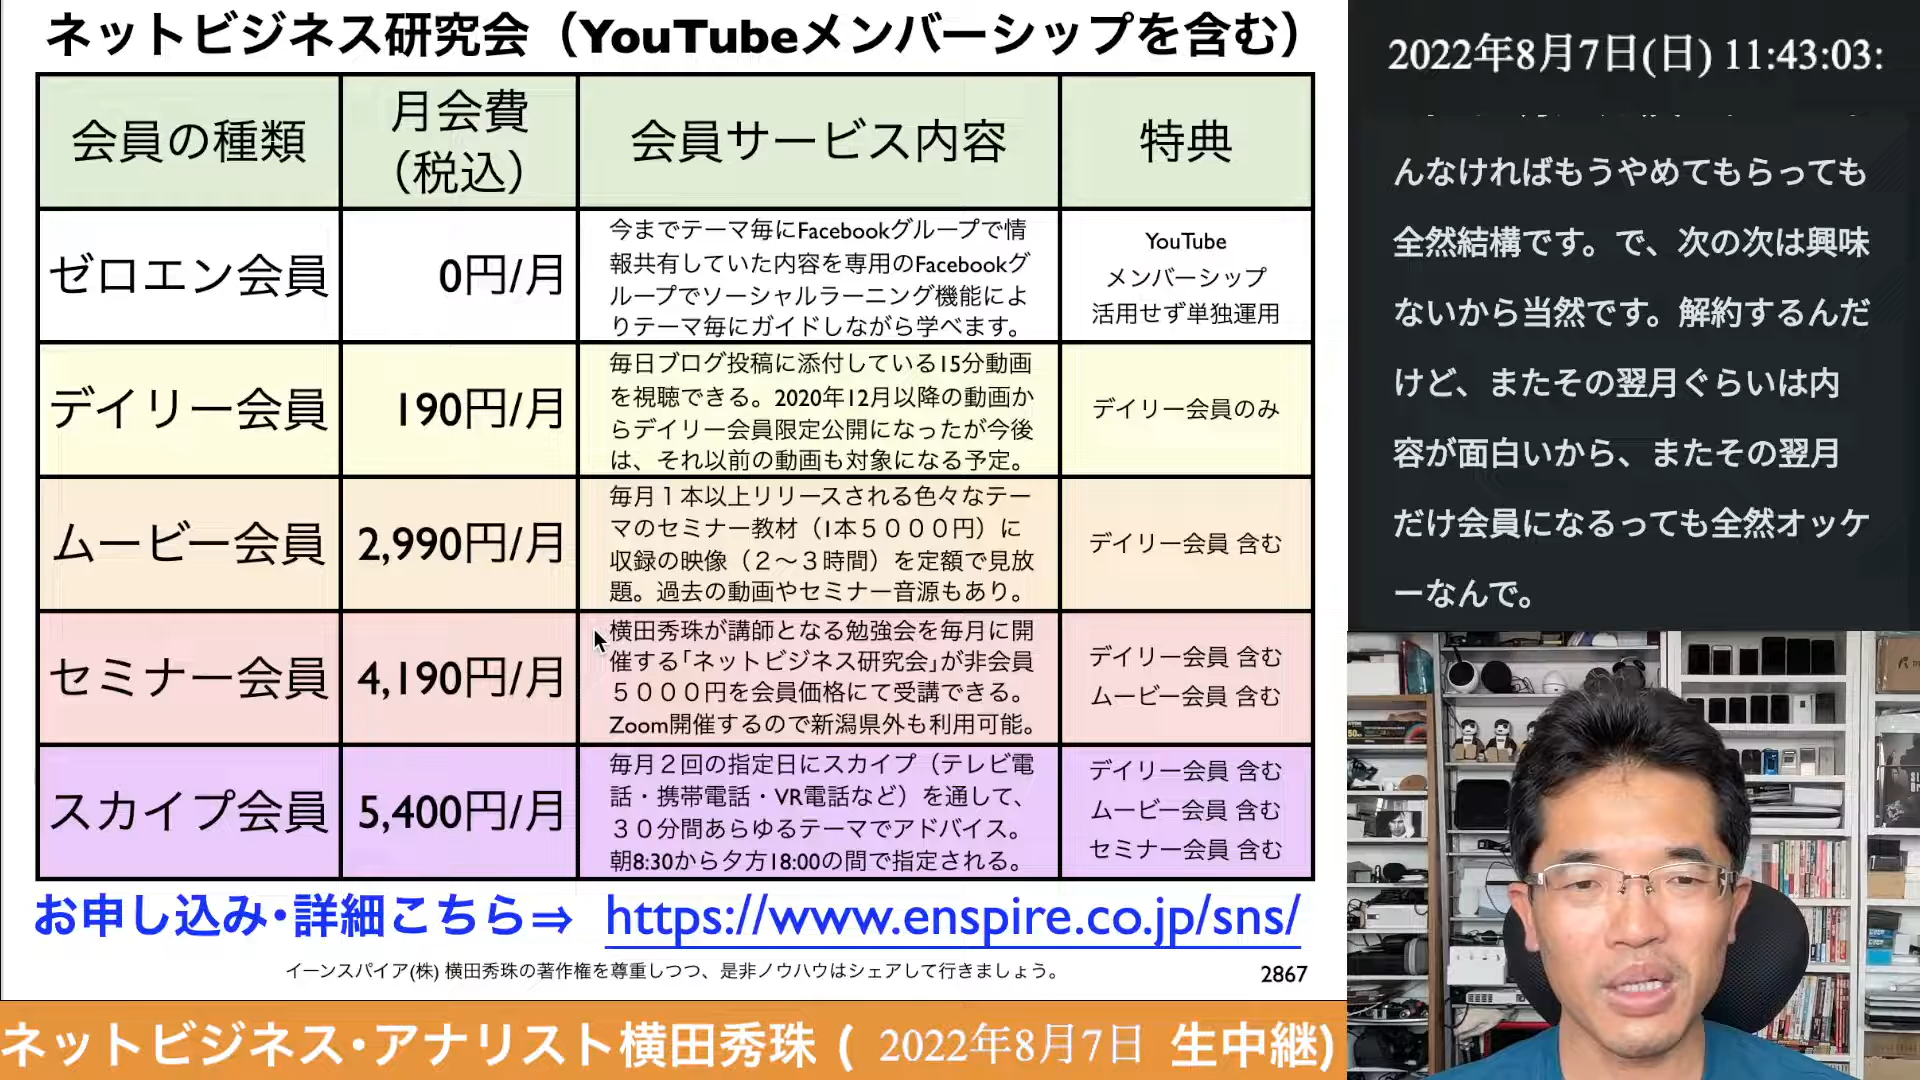 ネットビジネス研究会（YouTubeメンバーシップを含む）
会員の種類
月会費
（税込）
会員サービス内容
特典
ゼロエン会員
0円/月
今までテーマ毎にFacebookグループで情
報共有していた内容を専用のFacebookグ
ループでソーシャルラーニング機能によ
りテーマ毎にガイドしながら学べます。
YouTube
メンバーシップ
活用せず単独運用
デイリー会員
190円/月
毎日ブログ投稿に添付している15分動画
を視聴できる。2020年12月以降の動画か
らデイリー会員限定公開になったが今後
は、それ以前の動画も対象になる予定。
デイリー会員のみ
ムービー会員
2,990円/月
毎月１本以上リリースされる色々なテー
マのセミナー教材（1本５０００円）に
収録の映像（２〜３時間）を定額で見放
題。過去の動画やセミナー音源もあり。
デイリー会員 含む
セミナー会員
4,190円/月
横田秀珠が講師となる勉強会を毎月に開
催する「ネットビジネス研究会」が非会員
５０００円を会員価格にて受講できる。
Zoom開催するので新潟県外も利用可能。
デイリー会員 含む
ムービー会員 含む
スカイプ会員
5,400円/月
毎月２回の指定日にスカイプ（テレビ電
話・携帯電話・VR電話など）を通して、
３０分間あらゆるテーマでアドバイス。
朝8:30から夕方18:00の間で指定される。
デイリー会員 含む
ムービー会員 含む
セミナー会員 含む
お申し込み・詳細こちら⇒ https://www.enspire.co.jp/sns/
イーンスパイア(株) 横田秀珠の著作権を尊重しつつ、是非ノウハウはシェアして行きましょう。
2867
ネットビジネス・アナリスト横田秀珠 ( 2022年8月7日 生中継)
2022年8月7日(日) 11:43:03:
んなければもうやめてもらっても
全然結構です。で、次の次は興味
ないから当然です。解約するんだ
けど、またその翌月ぐらいは内
容が面白いから、またその翌月
だけ会員になるっても全然オッケ
ーなんで。